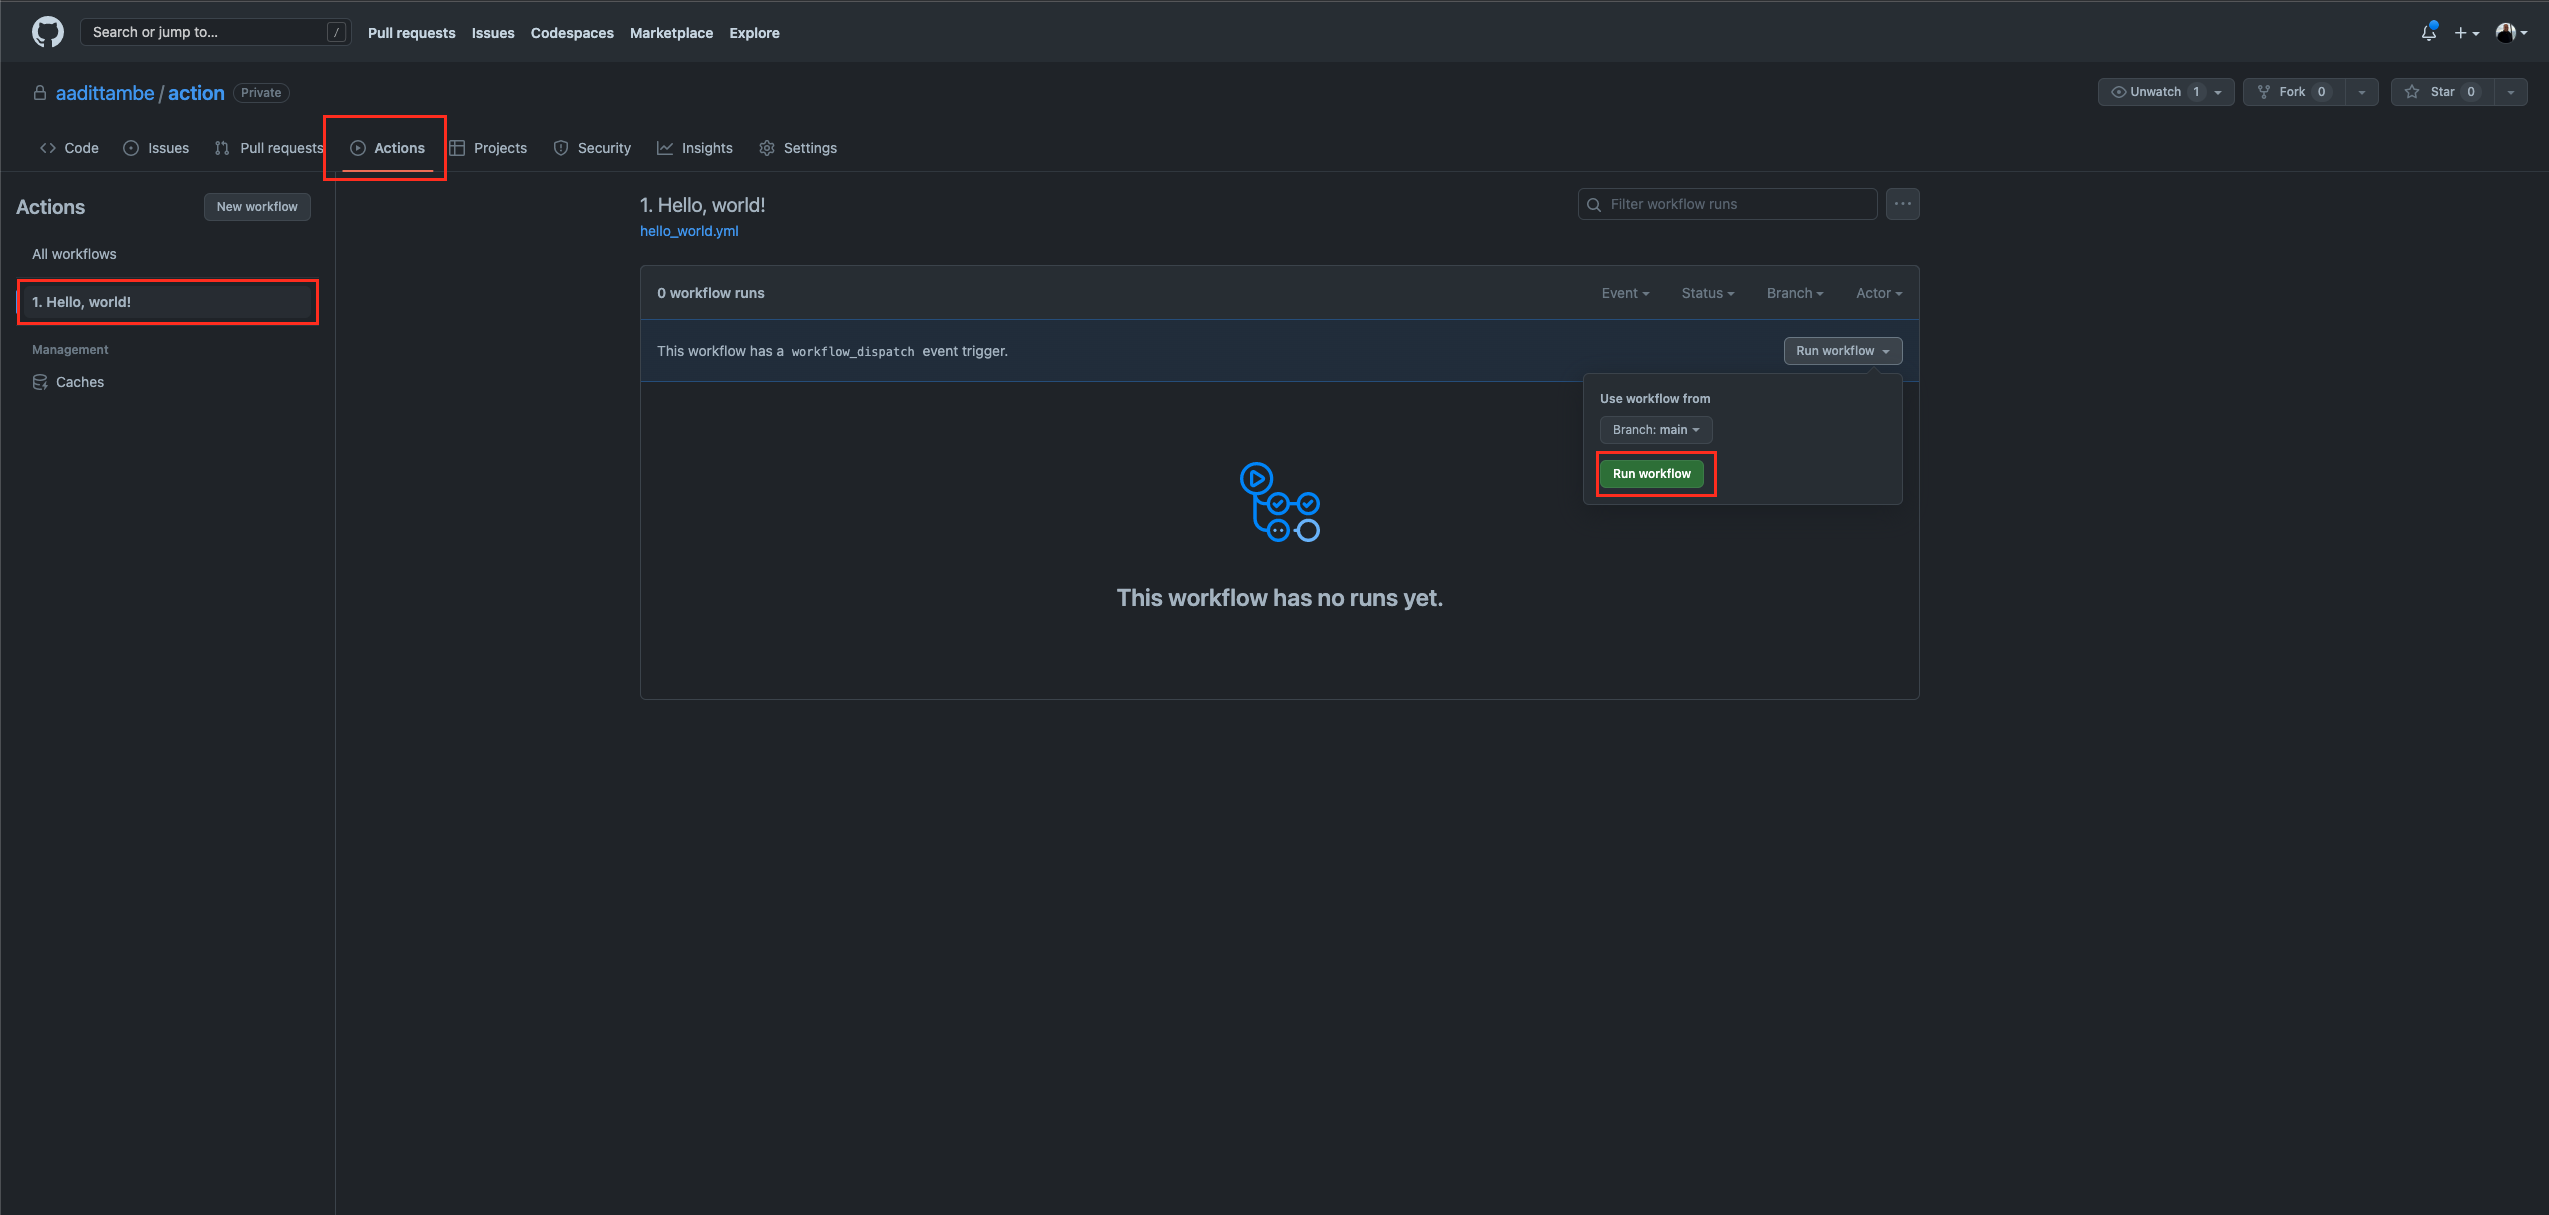 Search or jump to... /
Pull requests Issues Codespaces Marketplace Explore
aadittambe / action Private
Unwatch 1 Fork 0 Star 0
Code Issues Pull requests Actions Projects Security Insights Settings
Actions
New workflow
All workflows
1. Hello, world!
Management
Caches
1. Hello, world!
hello_world.yml
Filter workflow runs
0 workflow runs
Event Status Branch Actor
This workflow has a workflow_dispatch event trigger.
Run workflow
Use workflow from
Branch: main
Run workflow
This workflow has no runs yet.